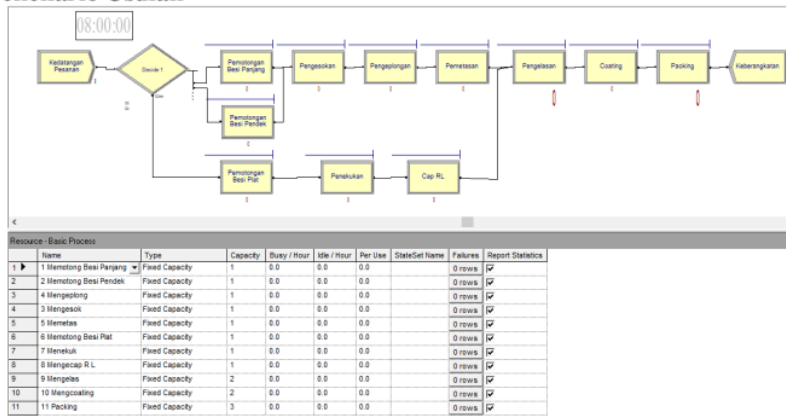 08:00:00
Kedatangan Pesanan
Decide 1
Else
Pemotongan Besi Panjang
Pengesokan
Pengeplongan
Pemetasan
Pengelasan
Coating
Packing
Keberangkatan
Pemotongan Besi Pendek
Pemotongan Besi Plat
Penekukan
Cap RL
Resource - Basic Process
Name Type Capacity Busy / Hour Idle / Hour Per Use StateSet Name Failures Report Statistics
1 1 Memotong Besi Panjang Fixed Capacity 1 0.0 0.0 0.0 0 rows
2 2 Memotong Besi Pendek Fixed Capacity 1 0.0 0.0 0.0 0 rows
3 4 Mengeplong Fixed Capacity 1 0.0 0.0 0.0 0 rows
4 3 Mengesok Fixed Capacity 1 0.0 0.0 0.0 0 rows
5 5 Memetas Fixed Capacity 1 0.0 0.0 0.0 0 rows
6 6 Memotong Besi Plat Fixed Capacity 1 0.0 0.0 0.0 0 rows
7 7 Menekuk Fixed Capacity 1 0.0 0.0 0.0 0 rows
8 8 Mengecap R L Fixed Capacity 1 0.0 0.0 0.0 0 rows
9 9 Mengelas Fixed Capacity 2 0.0 0.0 0.0 0 rows
10 10 Mengcoating Fixed Capacity 2 0.0 0.0 0.0 0 rows
11 11 Packing Fixed Capacity 3 0.0 0.0 0.0 0 rows